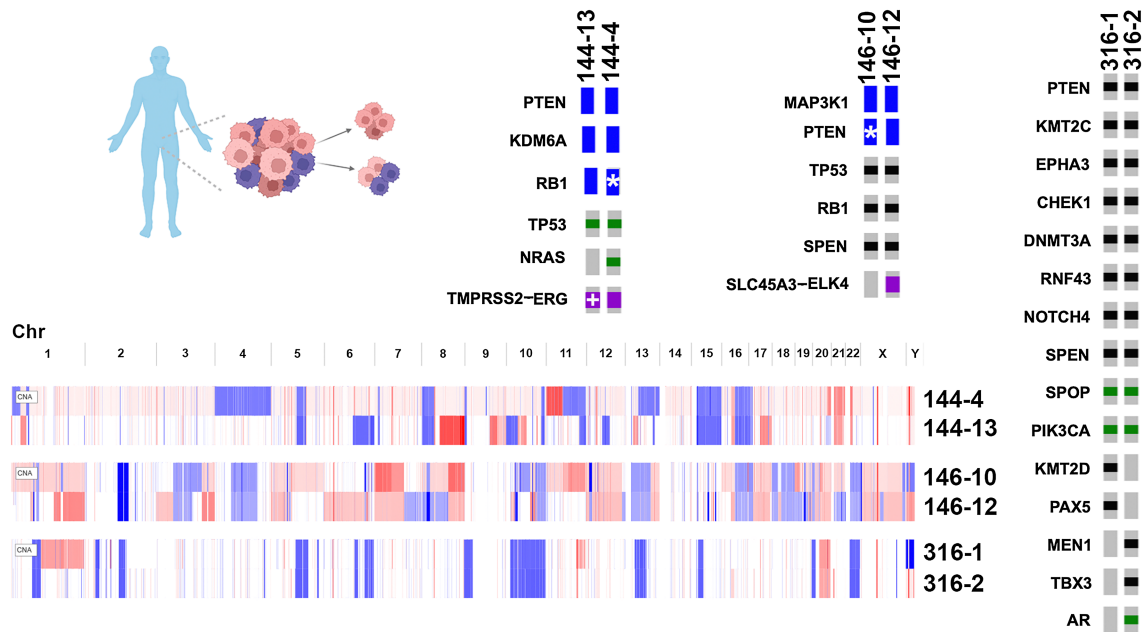 144-13
144-4
PTEN
KDM6A
RB1
*
TP53
NRAS
TMPRSS2−ERG
+
146-10
146-12
MAP3K1
PTEN
*
TP53
RB1
SPEN
SLC45A3−ELK4
316-1
316-2
PTEN
KMT2C
EPHA3
CHEK1
DNMT3A
RNF43
NOTCH4
SPEN
SPOP
PIK3CA
KMT2D
PAX5
MEN1
TBX3
AR
Chr
1 2 3 4 5 6 7 8 9 10 11 12 13 14 15 16 17 18 19 20 21 22 X Y
CNA
144-4
144-13
CNA
146-10
146-12
CNA
316-1
316-2